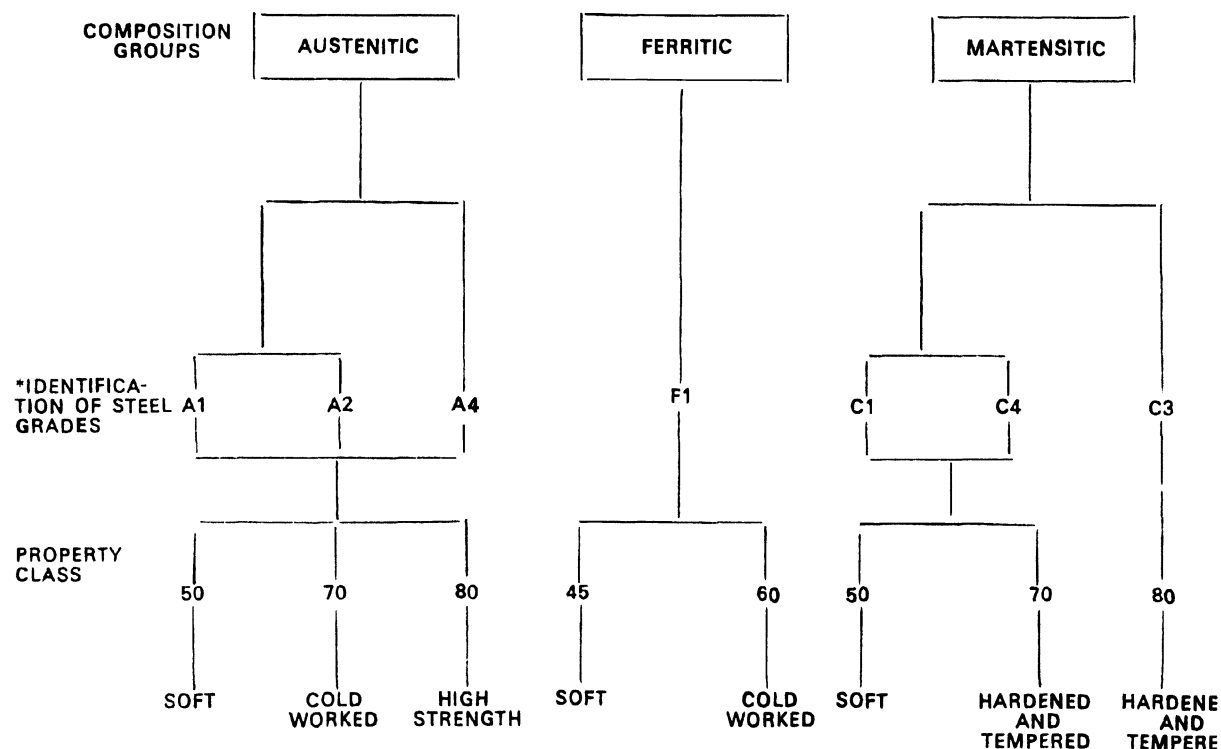 COMPOSITION
GROUPS
AUSTENITIC
FERRITIC
MARTENSITIC
*IDENTIFICA-
TION OF STEEL
GRADES
A1
A2
A4
F1
C1
C4
C3
PROPERTY
CLASS
50
70
80
45
60
50
70
80
SOFT
COLD
WORKED
HIGH
STRENGTH
SOFT
COLD
WORKED
SOFT
HARDENED
AND
TEMPERED
HARDENE
AND
TEMPERE